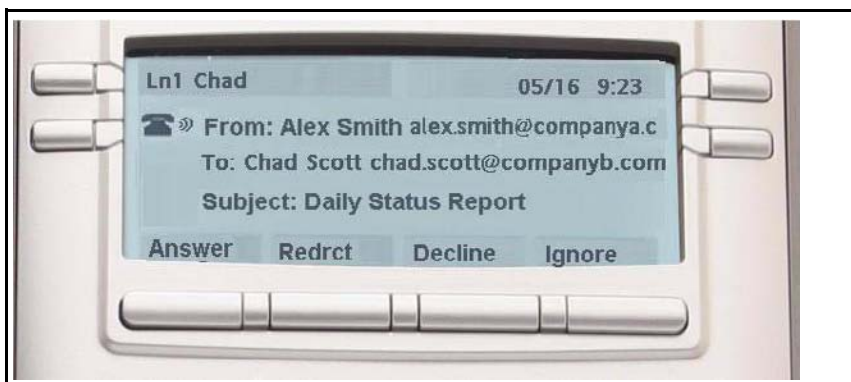 Ln1 Chad 05/16 9:23
From: Alex Smith alex.smith@companya.c
To: Chad Scott chad.scott@companyb.com
Subject: Daily Status Report
Answer Redrct Decline Ignore